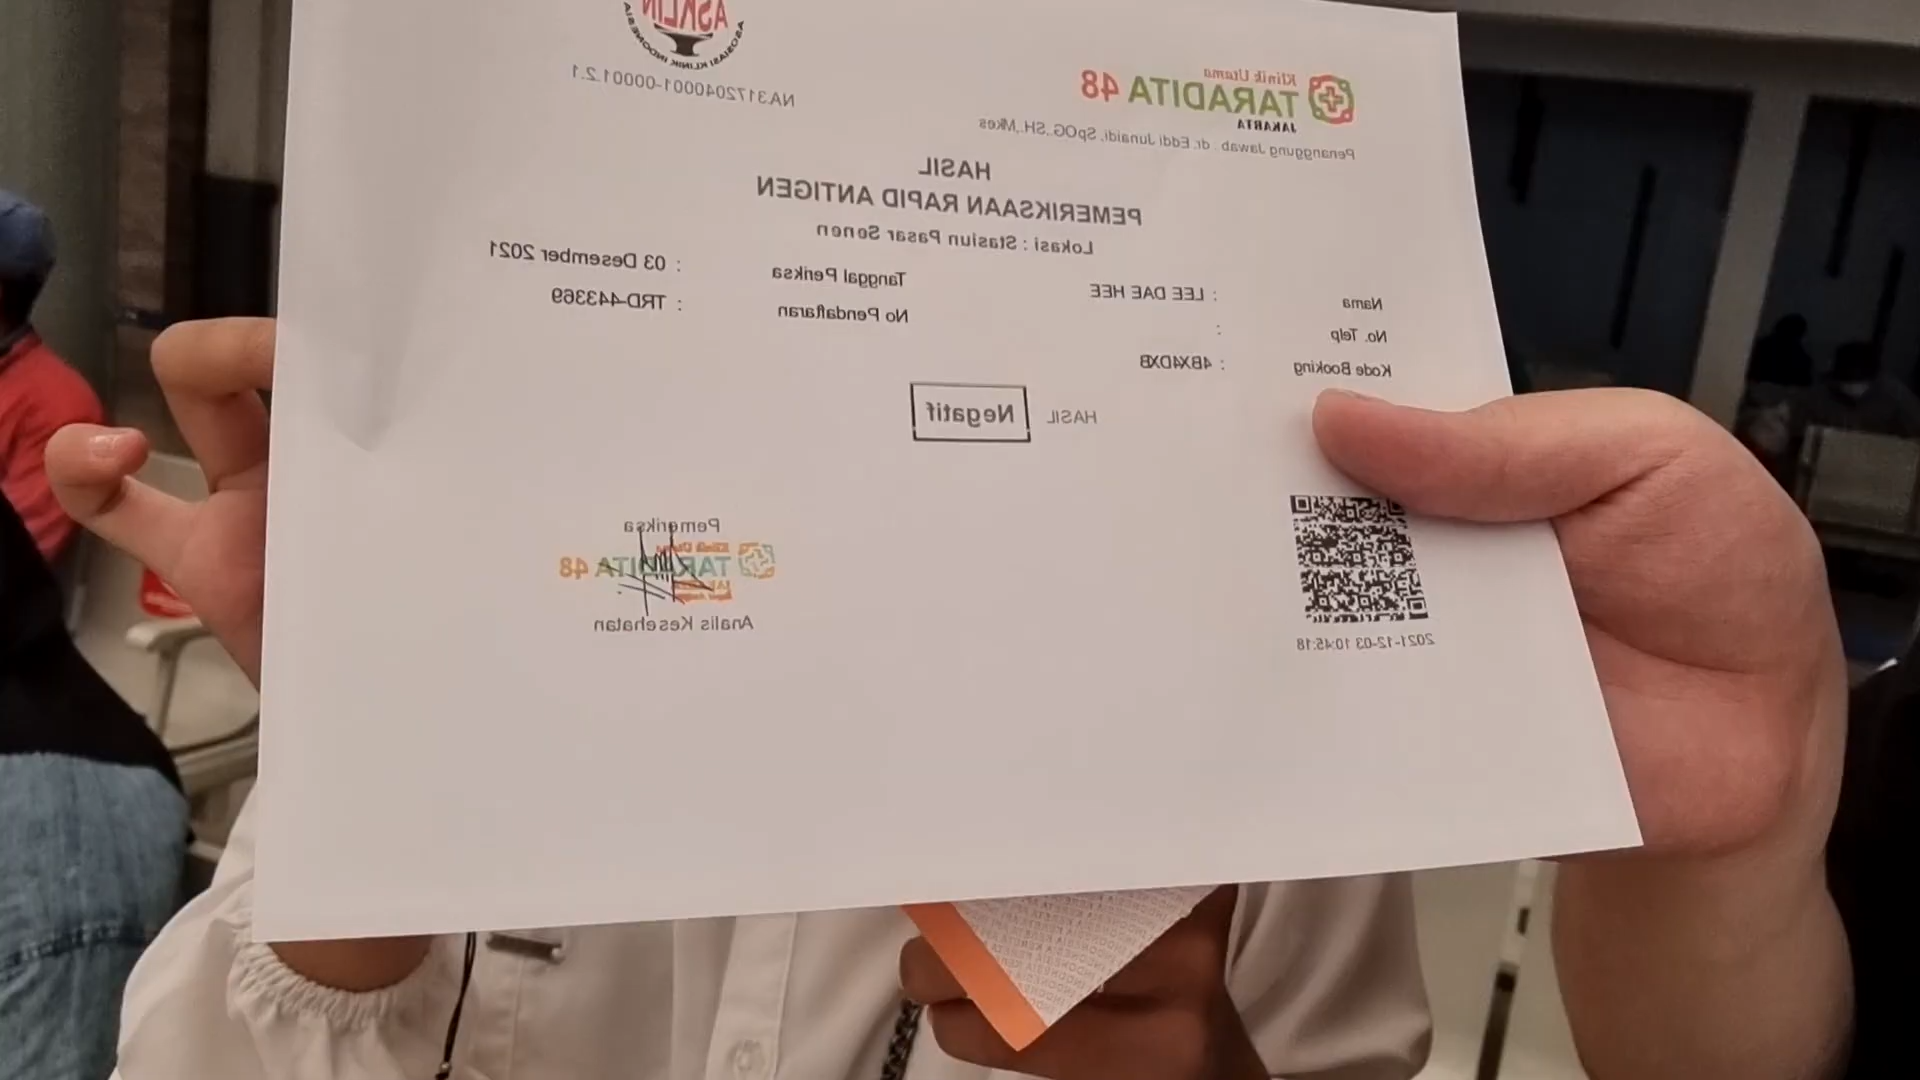 Klinik Utama
TARADITA 48
JAKARTA
Penanggung Jawab : dr. Eddi Junaidi, SpOG.,SH.,Mkes
ASKLIN
ASOSIASI KLINIK INDONESIA
NA3172040001-00001.2.1
HASIL
PEMERIKSAAN RAPID ANTIGEN
Lokasi : Stasiun Pasar Senen
Nama : LEE DAE HEE
No. Telp :
Kode Booking : 4BX4DXB
Tanggal Periksa : 03 Desember 2021
No Pendaftaran : TRD-443369
HASIL Negatif
2021-12-03 10:45:18
Pemeriksa
Klinik Utama
TARADITA 48
Analis Kesehatan